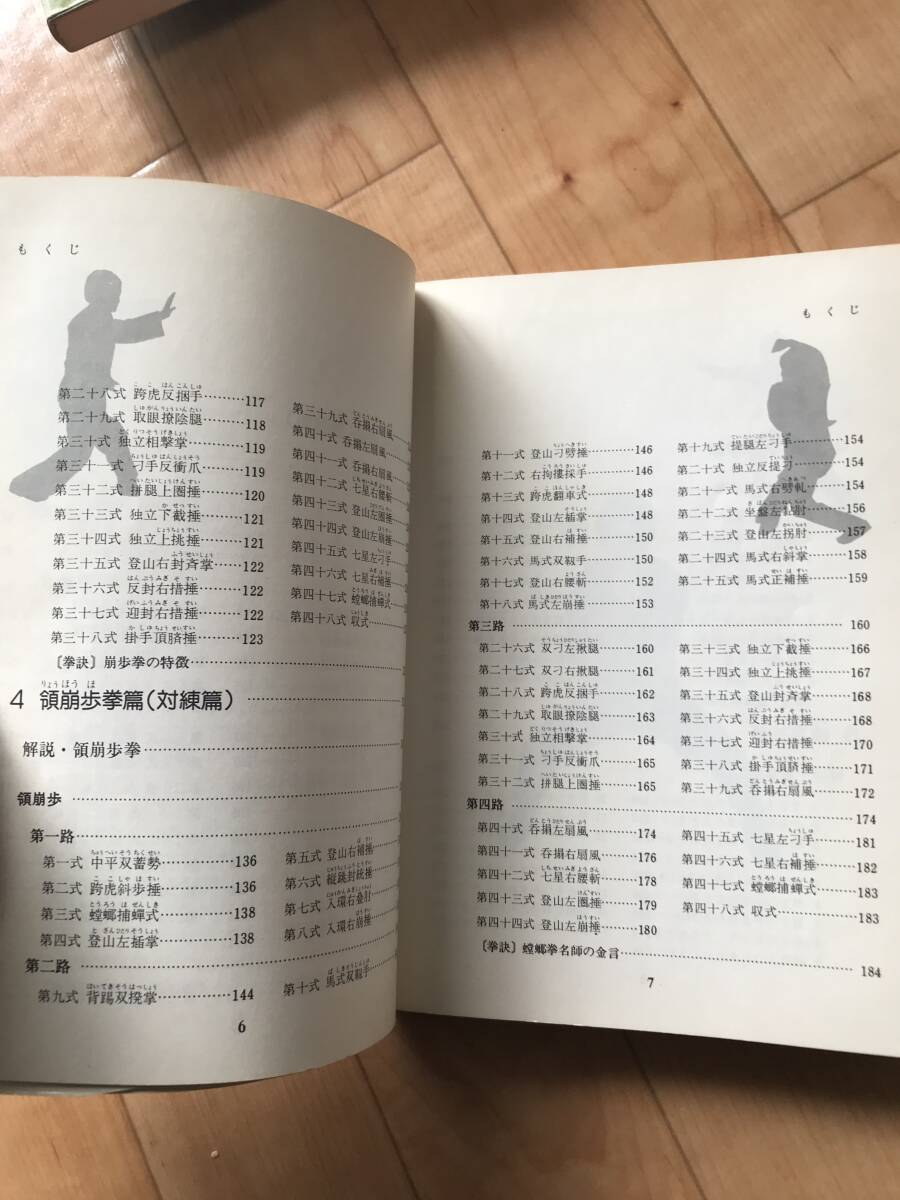 もくじ
第二十八式 跨虎反捆手………117
第二十九式 取眼撩陰腿………118
第三十式 独立相撃掌………119
第三十一式 刁手反衝爪………119
第三十二式 拼腿上圈捶………120
第三十三式 独立下截捶………121
第三十四式 独立上挑捶………121
第三十五式 登山右封斉掌………122
第三十六式 反封右措捶………122
第三十七式 迎封右措捶………122
第三十八式 掛手頂臍捶………123
第三十九式 呑搨右扇風
第四十式 呑搨左扇風
第四十一式 呑搨右扇風
第四十二式 七星右腰斬
第四十三式 登山左圏捶
第四十四式 登山左崩捶
第四十五式 七星左刁手
第四十六式 七星右補捶
第四十七式 螳螂捕蟬式
第四十八式 収式
〔拳訣〕崩歩拳の特徴
4 領崩歩拳篇(対練篇)
解説・領崩歩拳
領崩歩
第一路
第一式 中平双蓄勢………136
第二式 跨虎斜歩捶………136
第三式 螳螂捕蟬式………138
第四式 登山左插掌………138
第五式 登山右補捶
第六式 縦跳封統捶
第七式 入環右叠肘
第八式 入環右崩捶
第二路
第九式 背踢双撥掌………144
第十式 馬式双䩞手
6
もくじ
第十一式 登山刁劈捶………146
第十二式 右拘摟採手………148
第十三式 跨虎翻車式………148
第十四式 登山左插掌………148
第十五式 登山右補捶………150
第十六式 馬式双䩞手………150
第十七式 登山右腰斬………152
第十八式 馬式左崩捶………153
第十九式 提腿左刁手………154
第二十式 独立反提刁………154
第二十一式 馬式右劈軋………154
第二十二式 坐盤左粘肘………156
第二十三式 登山左拐肘………157
第二十四式 馬式右斜掌………158
第二十五式 馬式正補捶………159
第三路………160
第二十六式 双刁左揪腿………160
第二十七式 双刁右揪腿………160
第二十八式 跨虎反捆手………162
第二十九式 取眼撩陰腿………163
第三十式 独立相撃掌………164
第三十一式 刁手反衝爪………165
第三十二式 拼腿上圈捶………165
第三十三式 独立下截捶………166
第三十四式 独立上挑捶………167
第三十五式 登山封斉掌………168
第三十六式 反封右措捶………168
第三十七式 迎封右措捶………170
第三十八式 掛手頂臍捶………171
第三十九式 呑搨右扇風………172
第四路………174
第四十式 呑搨左扇風………174
第四十一式 呑搨右扇風………176
第四十二式 七星右腰斬………178
第四十三式 登山左圏捶………179
第四十四式 登山左崩捶………180
第四十五式 七星左刁手………181
第四十六式 七星右補捶………182
第四十七式 螳螂捕蟬式………183
第四十八式 収式………183
〔拳訣〕螳螂拳名師の金言………184
7